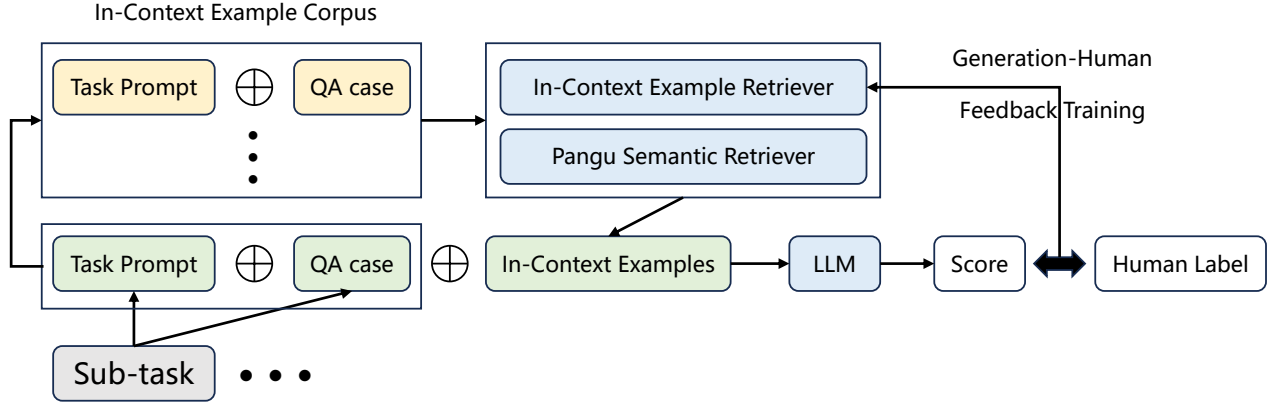 In-Context Example Corpus
Task Prompt
QA case
In-Context Example Retriever
Pangu Semantic Retriever
Generation-Human
Feedback Training
Task Prompt
QA case
In-Context Examples
LLM
Score
Human Label
Sub-task